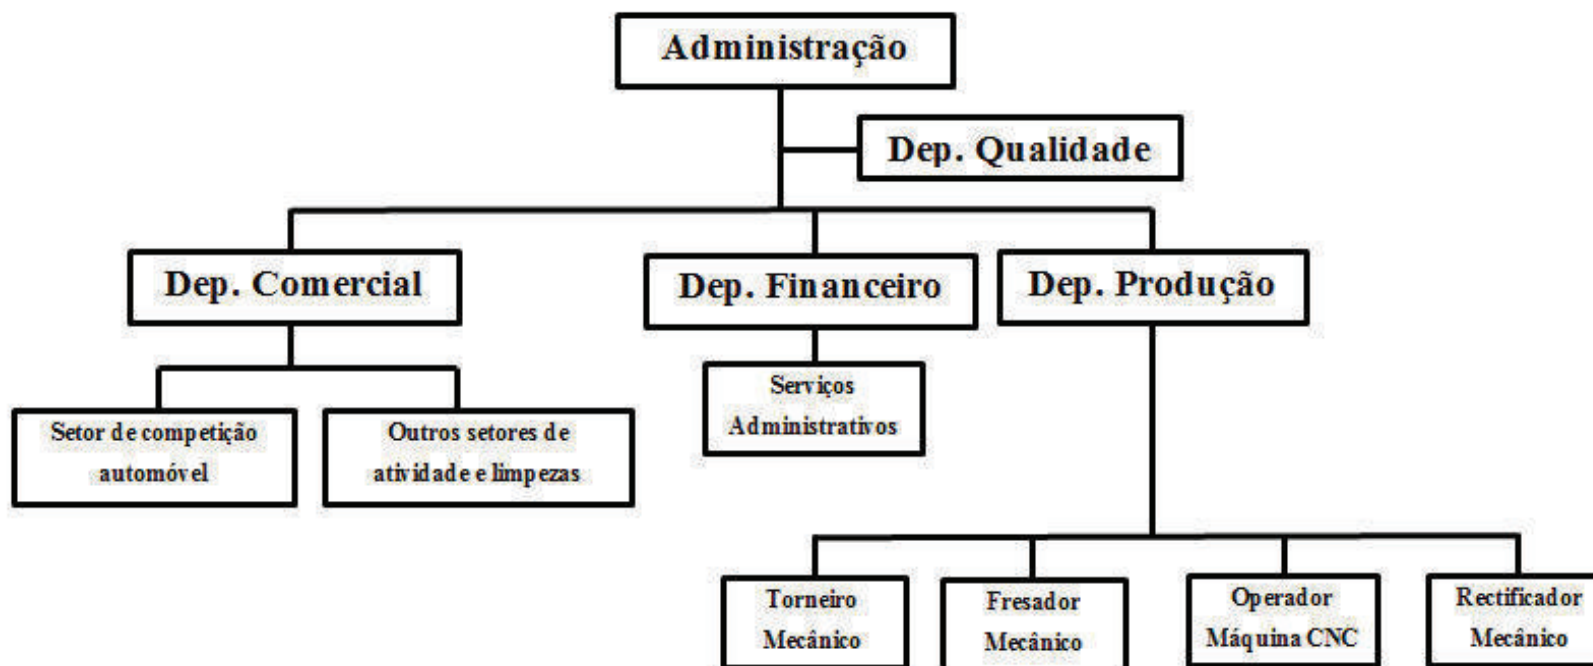 Administração
Dep. Qualidade
Dep. Comercial
Dep. Financeiro
Dep. Produção
Setor de competição
automóvel
Outros setores de
atividade e limpezas
Serviços
Administrativos
Torneiro
Mecânico
Fresador
Mecânico
Operador
Máquina CNC
Rectificador
Mecânico